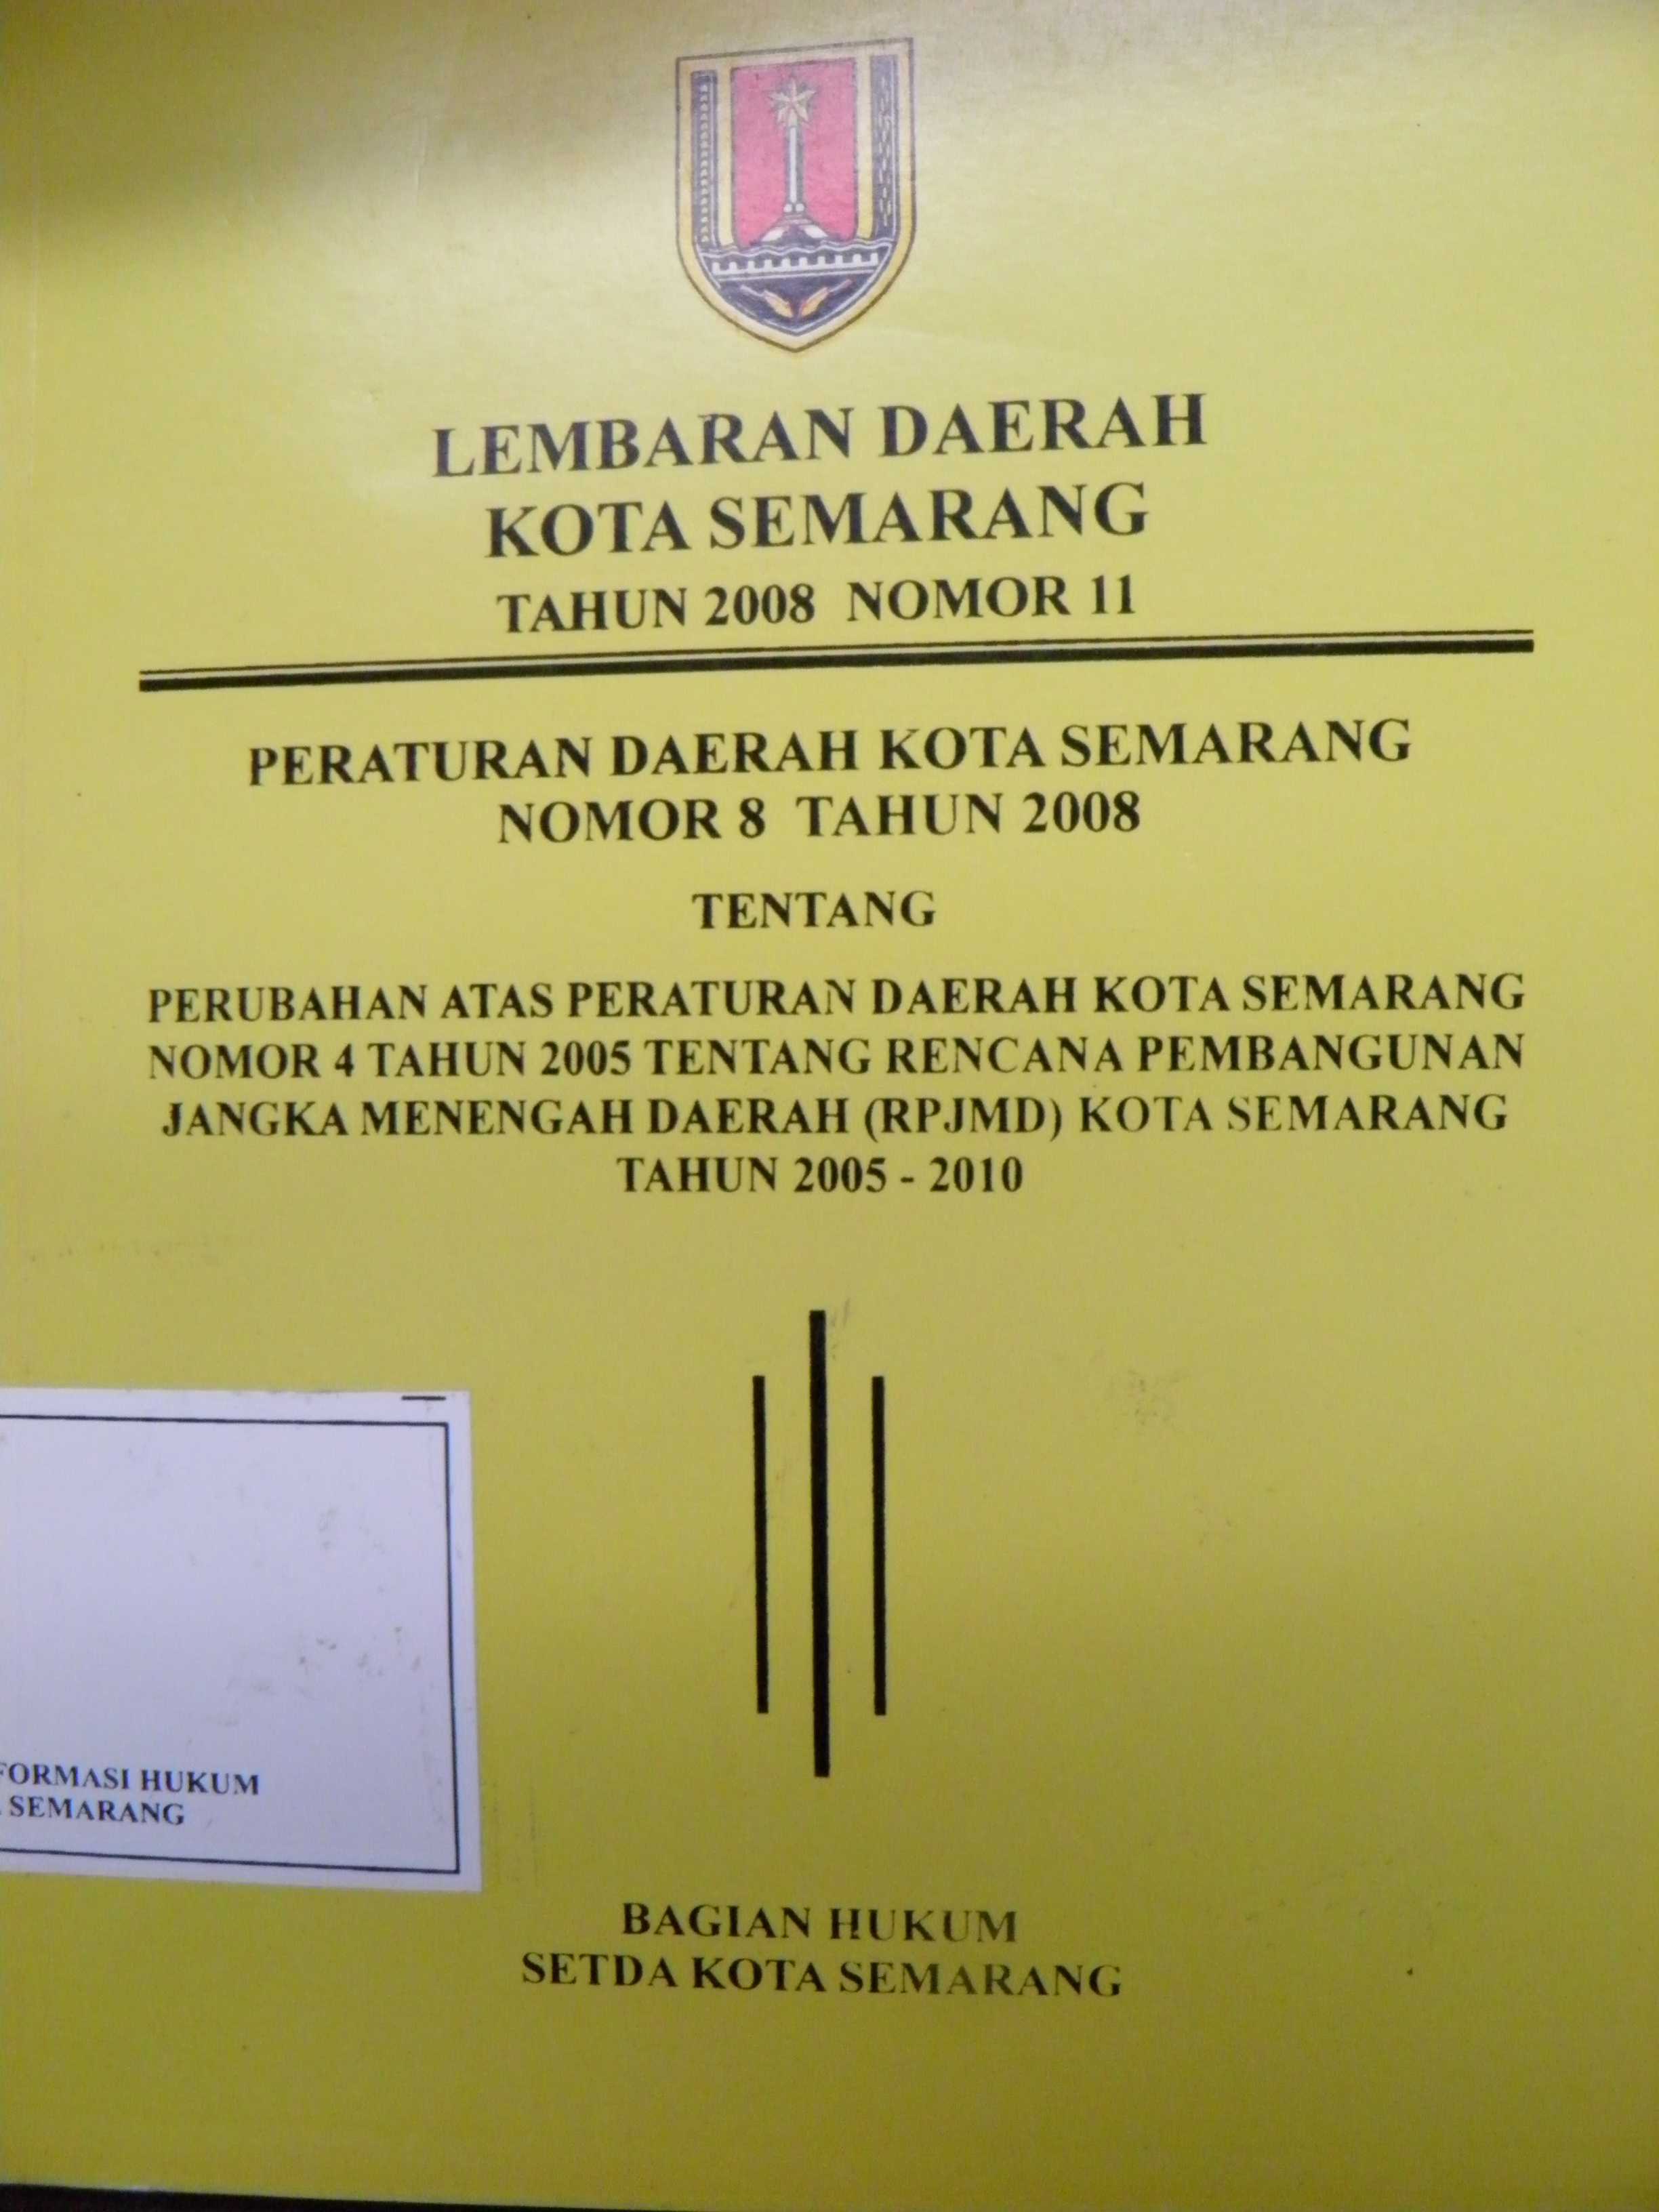 LEMBARAN DAERAH
KOTA SEMARANG
TAHUN 2008 NOMOR 11
PERATURAN DAERAH KOTA SEMARANG
NOMOR 8 TAHUN 2008
TENTANG
PERUBAHAN ATAS PERATURAN DAERAH KOTA SEMARANG
NOMOR 4 TAHUN 2005 TENTANG RENCANA PEMBANGUNAN
JANGKA MENENGAH DAERAH (RPJMD) KOTA SEMARANG
TAHUN 2005 - 2010
FORMASI HUKUM
SEMARANG
BAGIAN HUKUM
SETDA KOTA SEMARANG